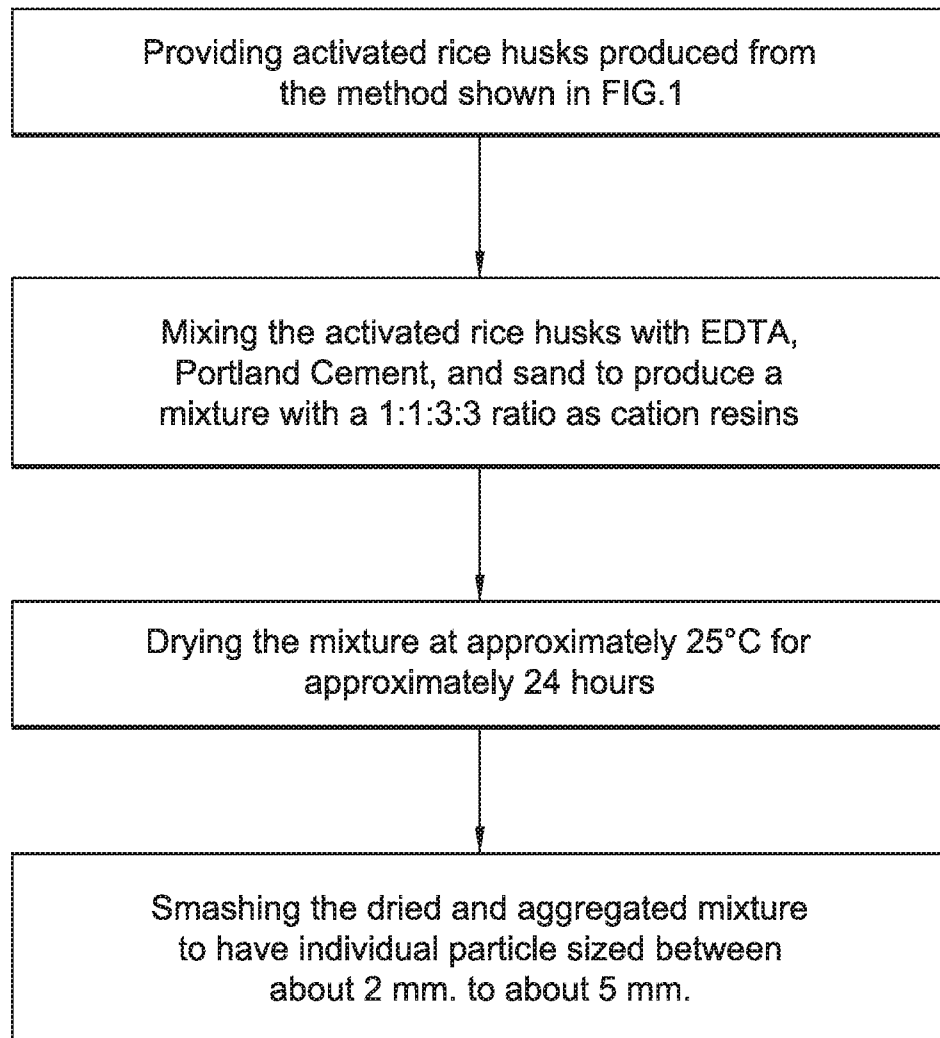 Providing activated rice husks produced from
the method shown in FIG.1
Mixing the activated rice husks with EDTA,
Portland Cement, and sand to produce a
mixture with a 1:1:3:3 ratio as cation resins
Drying the mixture at approximately 25°C for
approximately 24 hours
Smashing the dried and aggregated mixture
to have individual particle sized between
about 2 mm. to about 5 mm.